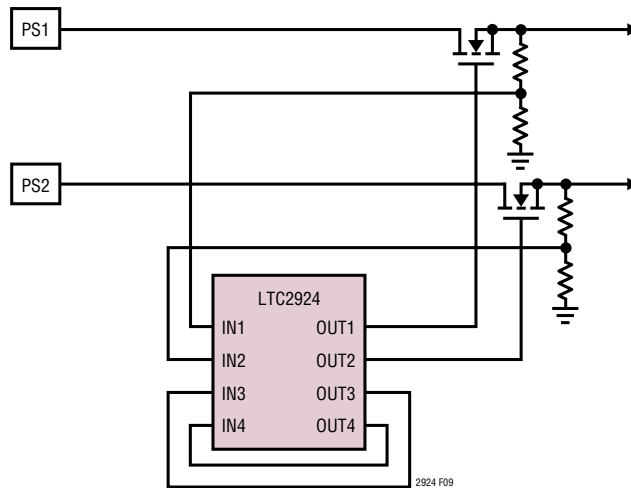 PS1
PS2
LTC2924
IN1 OUT1
IN2 OUT2
IN3 OUT3
IN4 OUT4
2924 F09